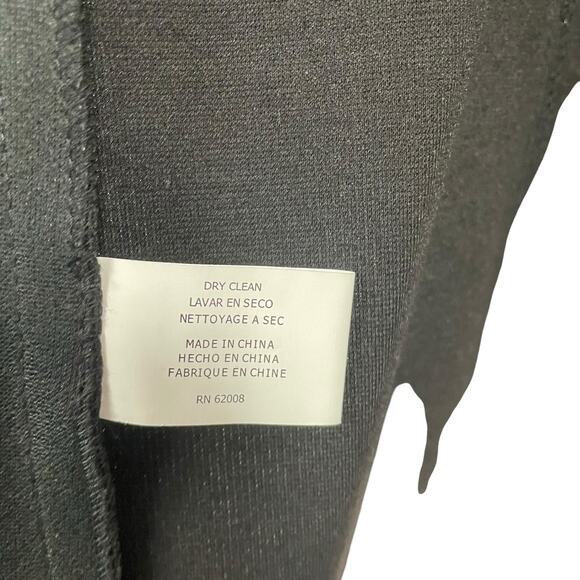 DRY CLEAN
LAVAR EN SECO
NETTOYAGE A SEC
MADE IN CHINA
HECHO EN CHINA
FABRIQUE EN CHINE
RN 62008